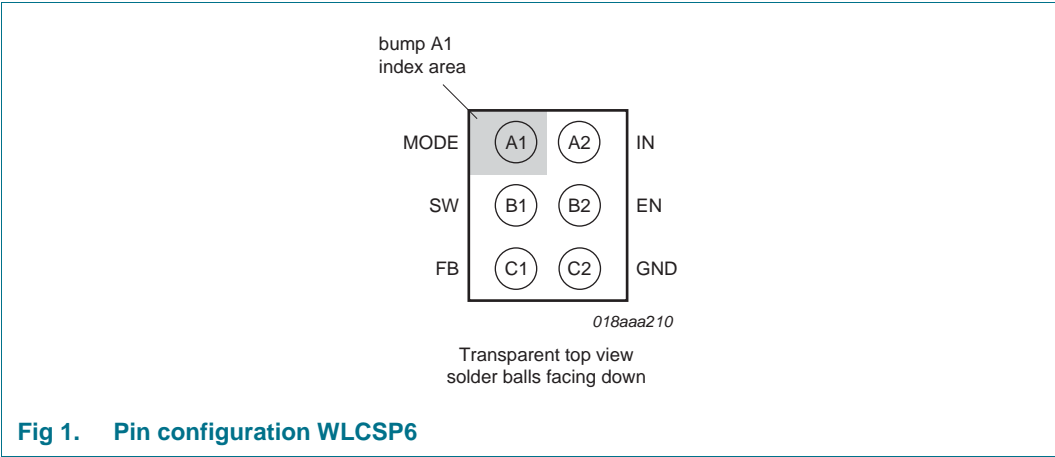 bump A1
index area
MODE A1 A2 IN
SW B1 B2 EN
FB C1 C2 GND
018aaa210
Transparent top view
solder balls facing down
Fig 1. Pin configuration WLCSP6